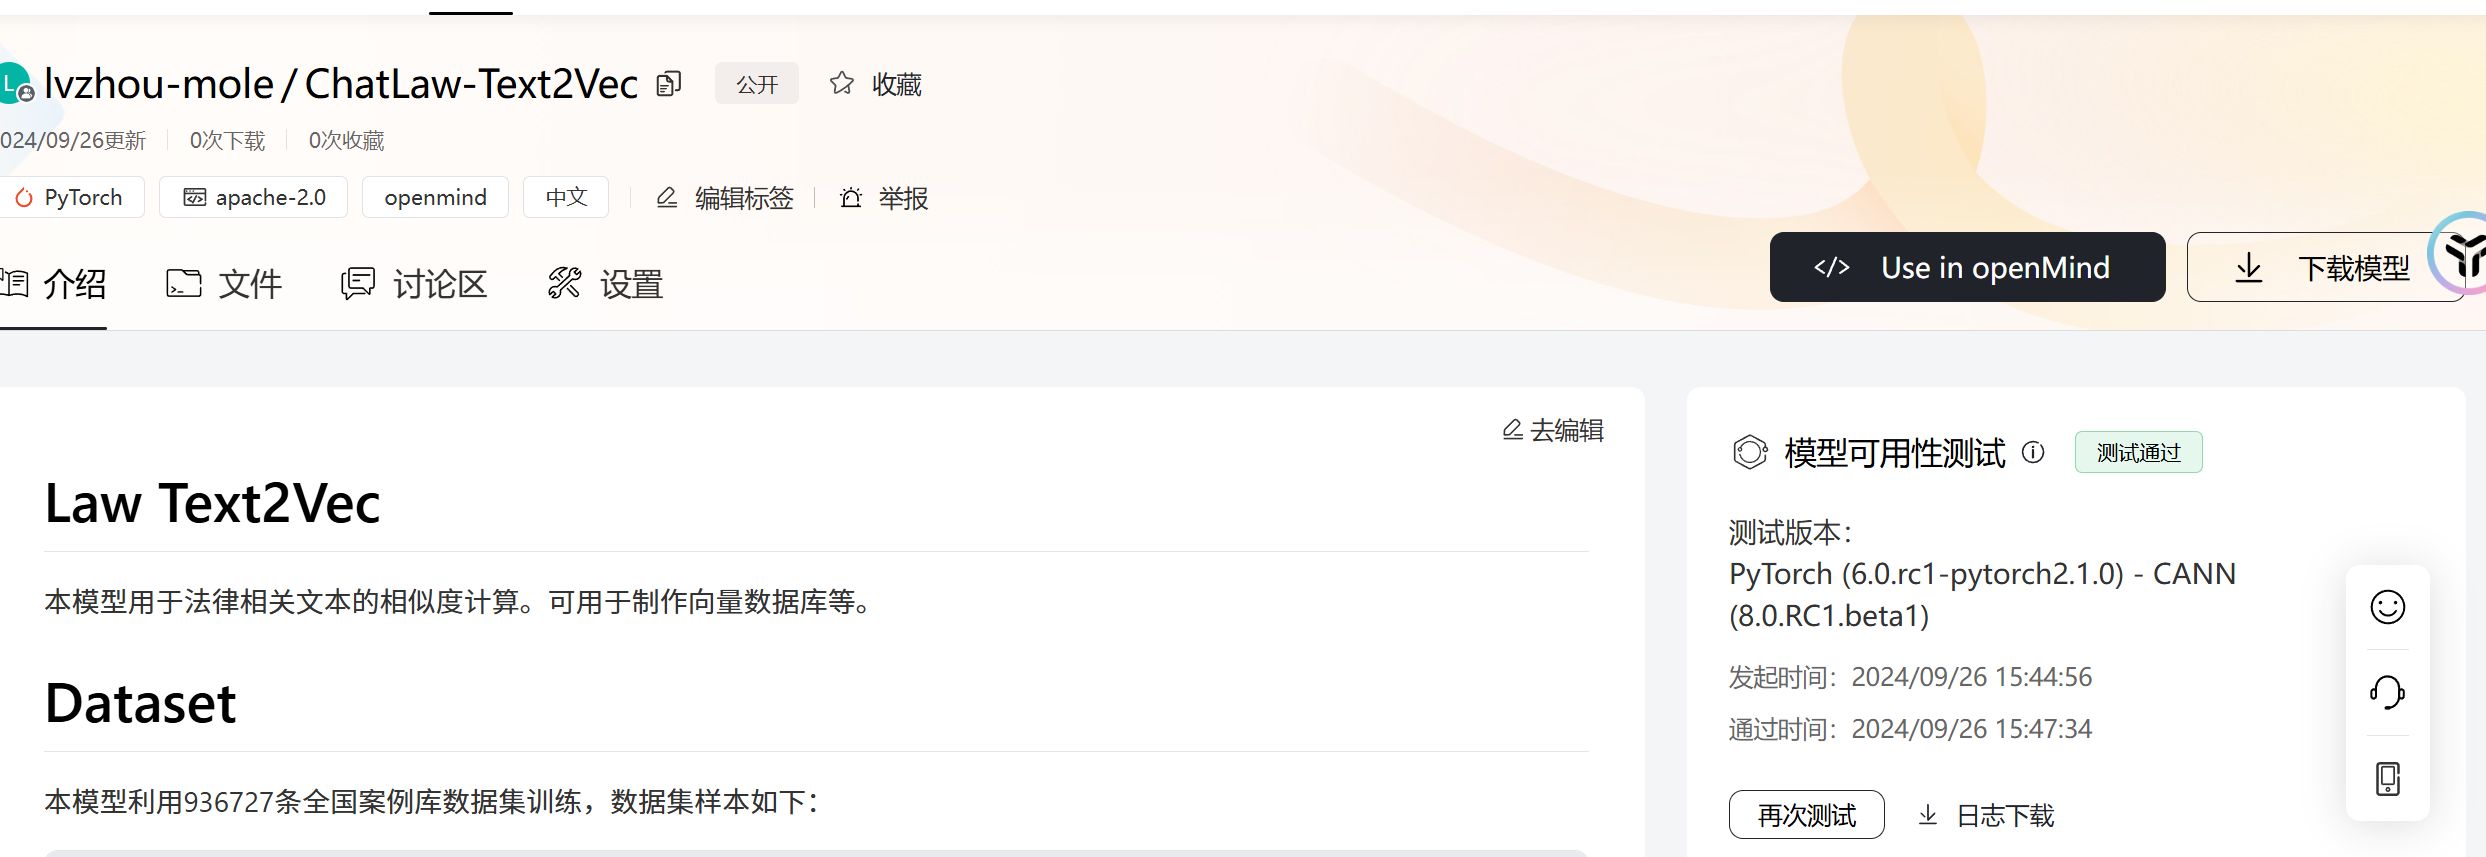 L lvzhou-mole / ChatLaw-Text2Vec 公开 收藏
024/09/26更新 0次下载 0次收藏
PyTorch apache-2.0 openmind 中文 编辑标签 举报
介绍 文件 讨论区 设置
Use in openMind 下载模型
去编辑
Law Text2Vec
本模型用于法律相关文本的相似度计算。可用于制作向量数据库等。
Dataset
本模型利用936727条全国案例库数据集训练，数据集样本如下：
模型可用性测试 测试通过
测试版本：
PyTorch (6.0.rc1-pytorch2.1.0) - CANN
(8.0.RC1.beta1)
发起时间：2024/09/26 15:44:56
通过时间：2024/09/26 15:47:34
再次测试 日志下载